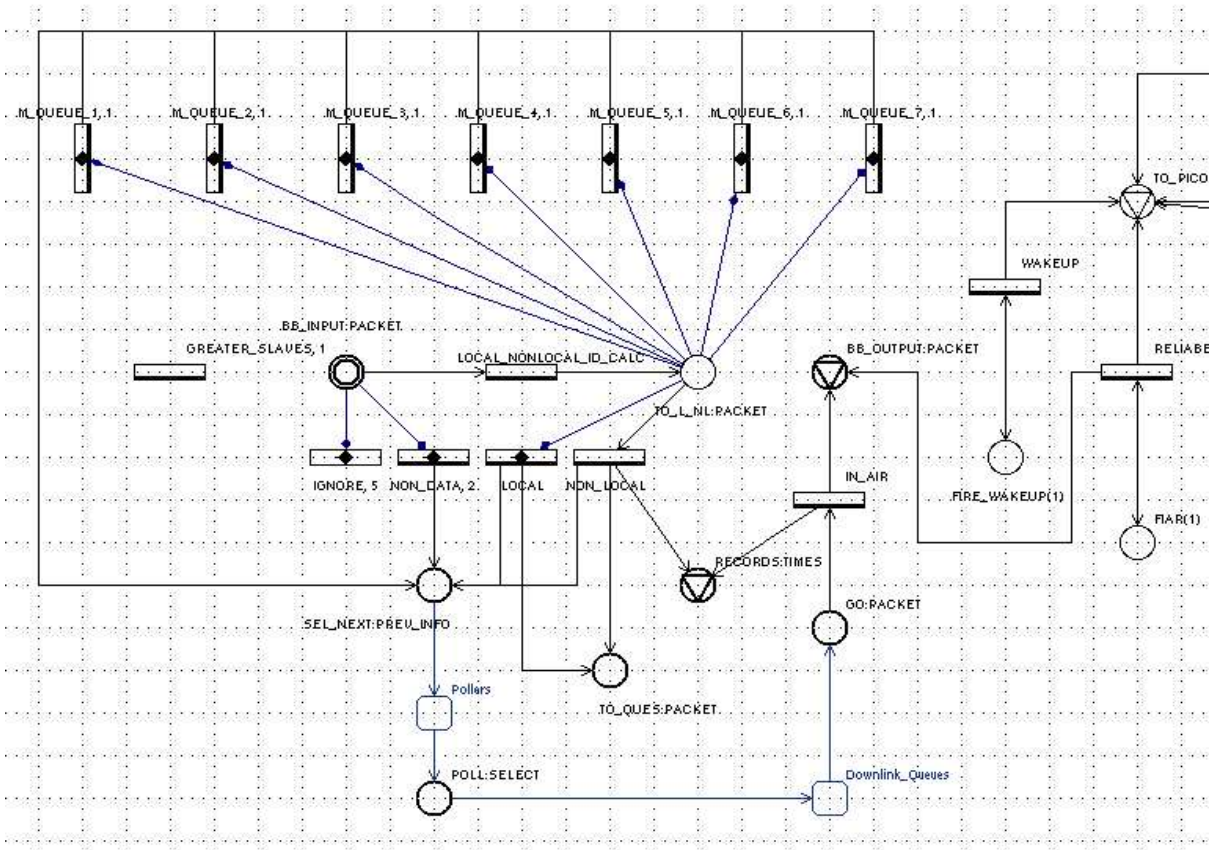 .M_QUEUE_1,1.
.M_QUEUE_2,1.
.M_QUEUE_3,1.
.M_QUEUE_4,1.
.M_QUEUE_5,1.
.M_QUEUE_6,1.
.M_QUEUE_7,1.
TO_PICO
WAKEUP
.BB_INPUT:PACKET.
GREATER_SLAVES,1
LOCAL_NONLOCAL_ID_CALC
BB_OUTPUT:PACKET
RELIABE
TO_L_NL:PACKET
IN_AIR
IGNORE,5
NON_DATA,2.
LOCAL
NON_LOCAL
FIRE_WAKEUP(1)
FIAR(1)
RECORDS:TIMES
GO:PACKET
SEL_NEXT:PREV_INFO
Pollers
TO_QUES:PACKET
POLL:SELECT
Downlink_Queues